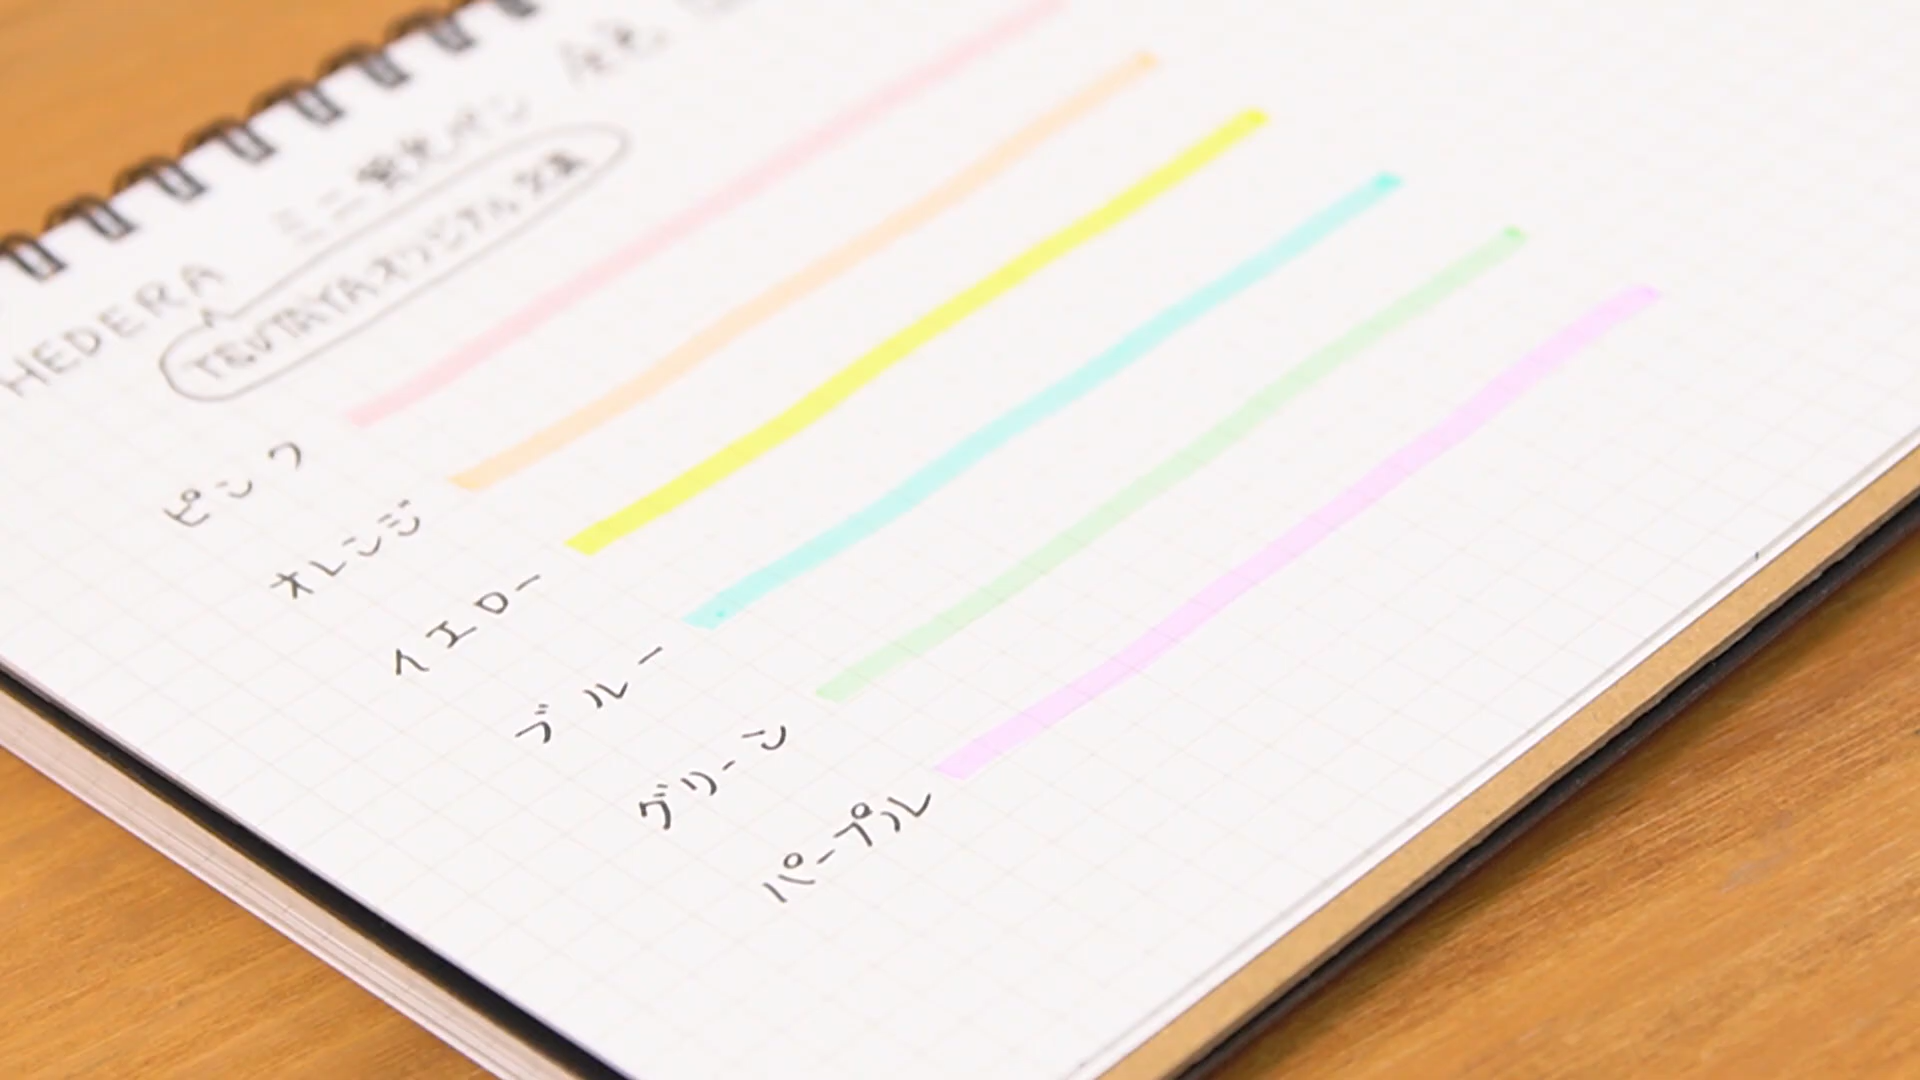 HEDERA ミニ蛍光ペン
TSUTAYAオリジナル文具
ピンク
オレンジ
イエロー
ブルー
グリーン
パープル